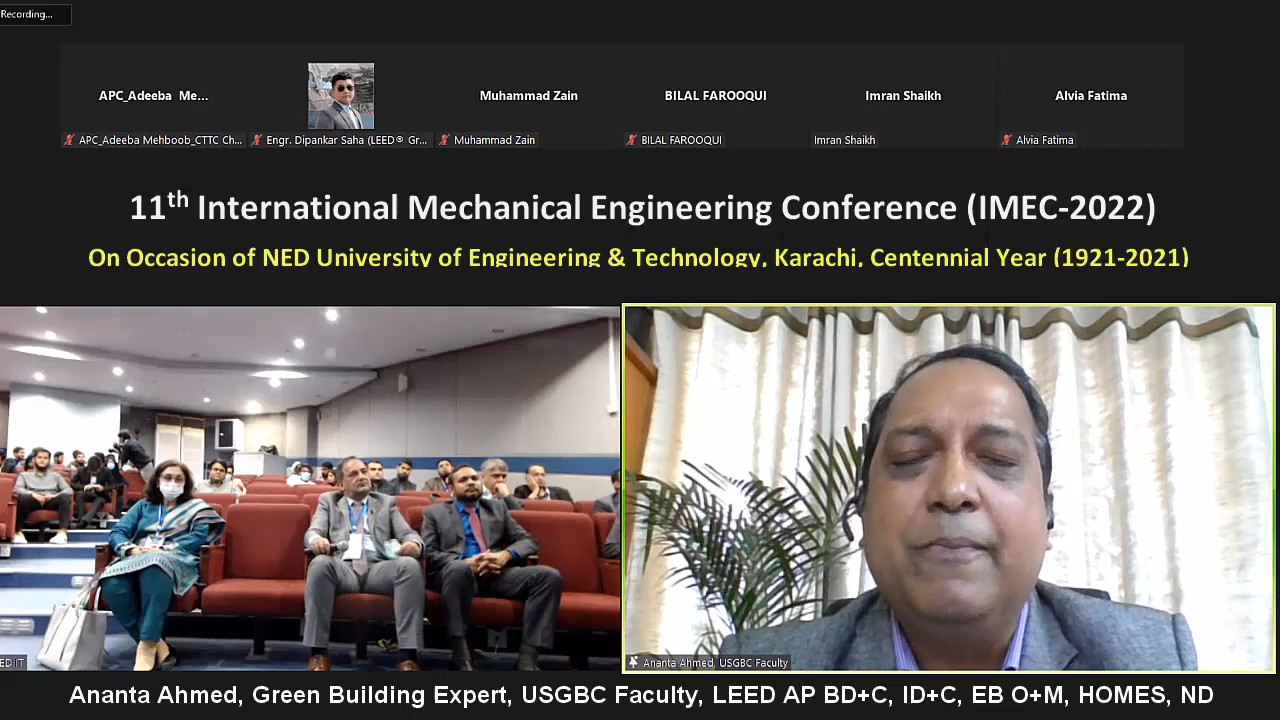 Recording...
APC_Adeeba Me...
Muhammad Zain
BILAL FAROOQUI
Imran Shaikh
Alvia Fatima
APC_Adeeba Mehboob_CTTC Ch...
Engr. Dipankar Saha (LEED® Gr...
Muhammad Zain
BILAL FAROOQUI
Imran Shaikh
Alvia Fatima
11th International Mechanical Engineering Conference (IMEC-2022)
On Occasion of NED University of Engineering & Technology, Karachi, Centennial Year (1921-2021)
ED IT
Ananta Ahmed, USGBC Faculty
Ananta Ahmed, Green Building Expert, USGBC Faculty, LEED AP BD+C, ID+C, EB O+M, HOMES, ND